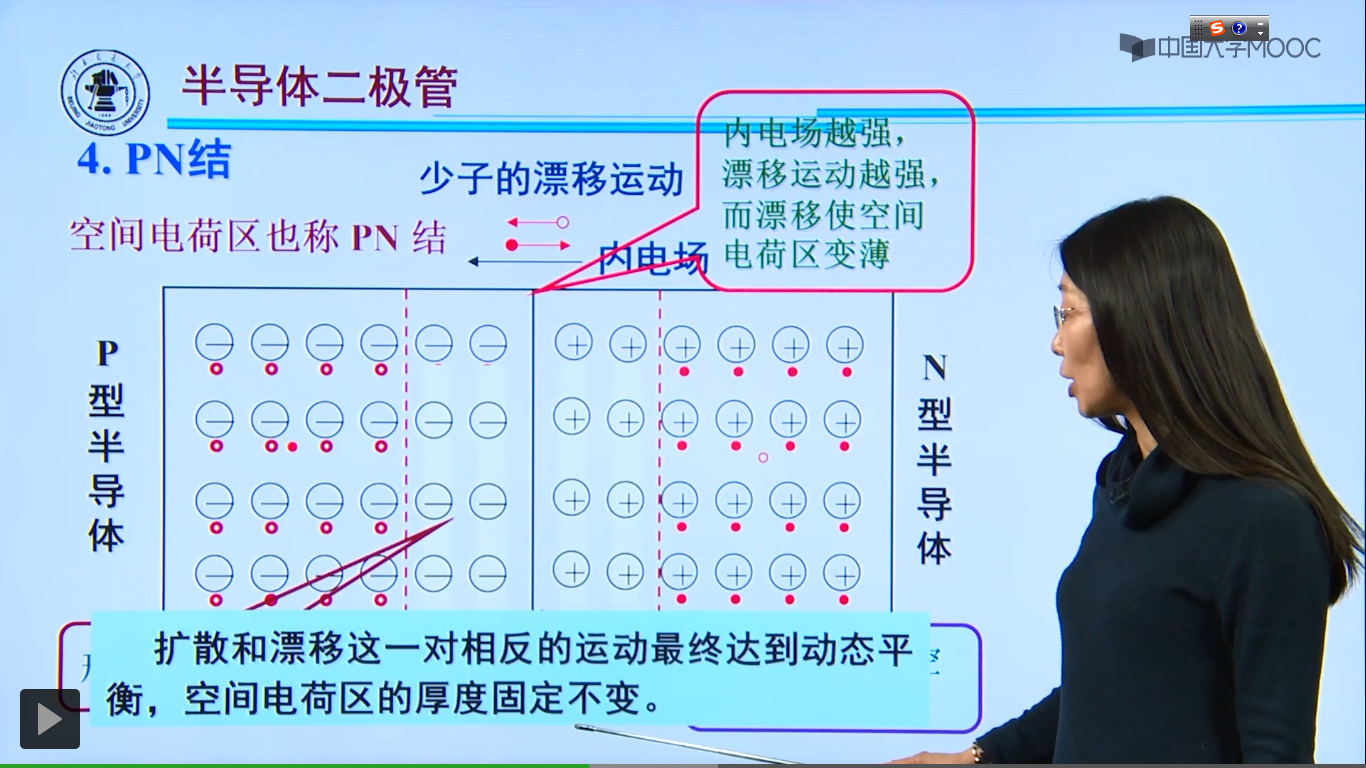 中国大学MOOC
半导体二极管
BEIJING JIAOTONG UNIVERSITY
4. PN结
少子的漂移运动
内电场越强，
漂移运动越强，
而漂移使空间
电荷区变薄
空间电荷区也称 PN 结
内电场
P
型
半
导
体
N
型
半
导
体
扩散和漂移这一对相反的运动最终达到动态平
衡，空间电荷区的厚度固定不变。